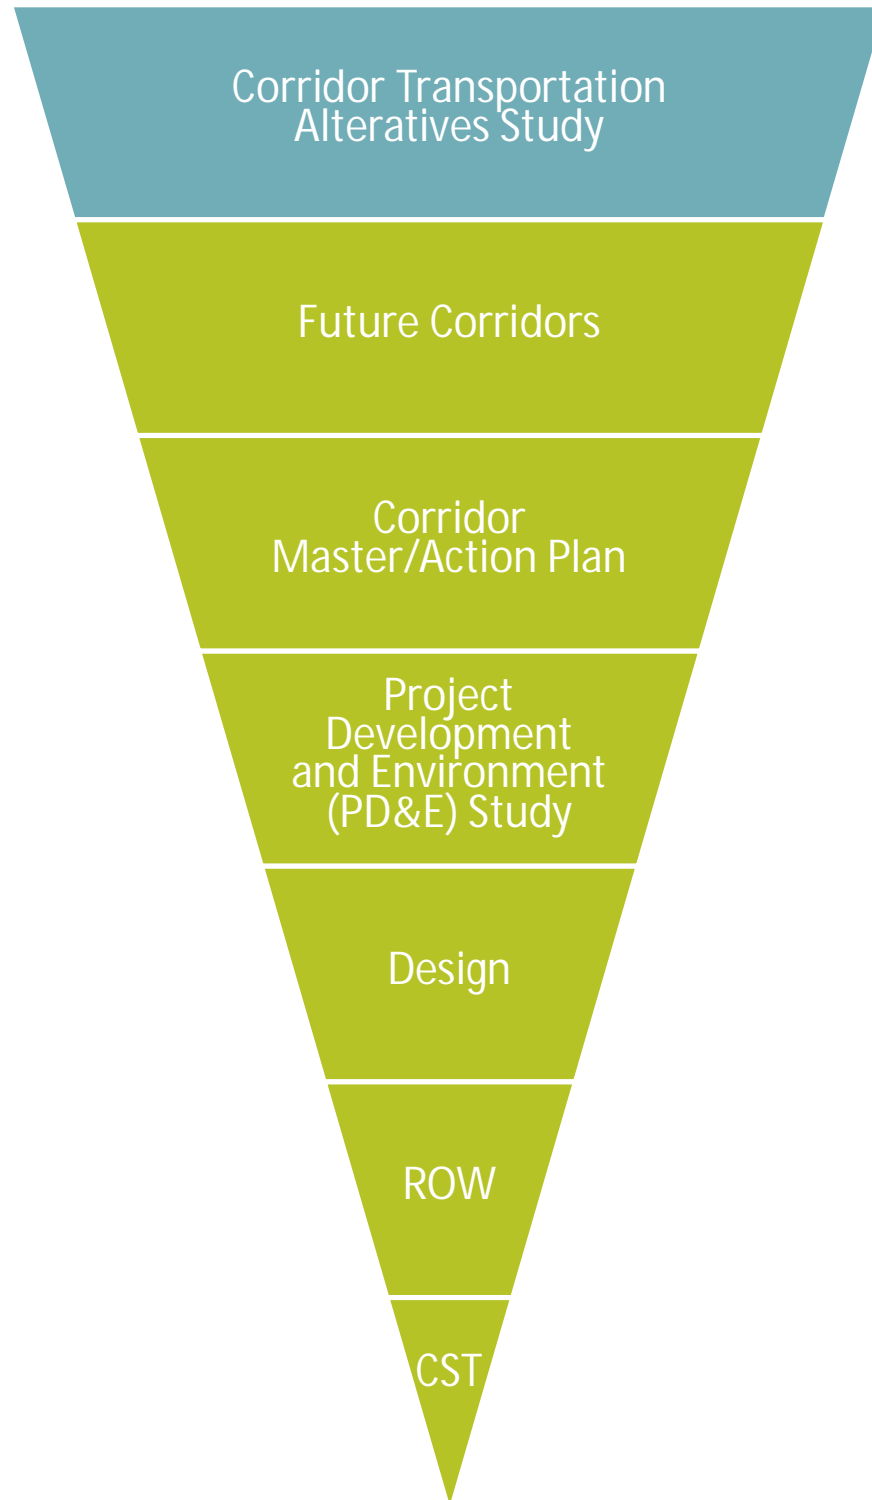 Corridor Transportation
Alteratives Study
Future Corridors
Corridor
Master/Action Plan
Project
Development
and Environment
(PD&E) Study
Design
ROW
CST